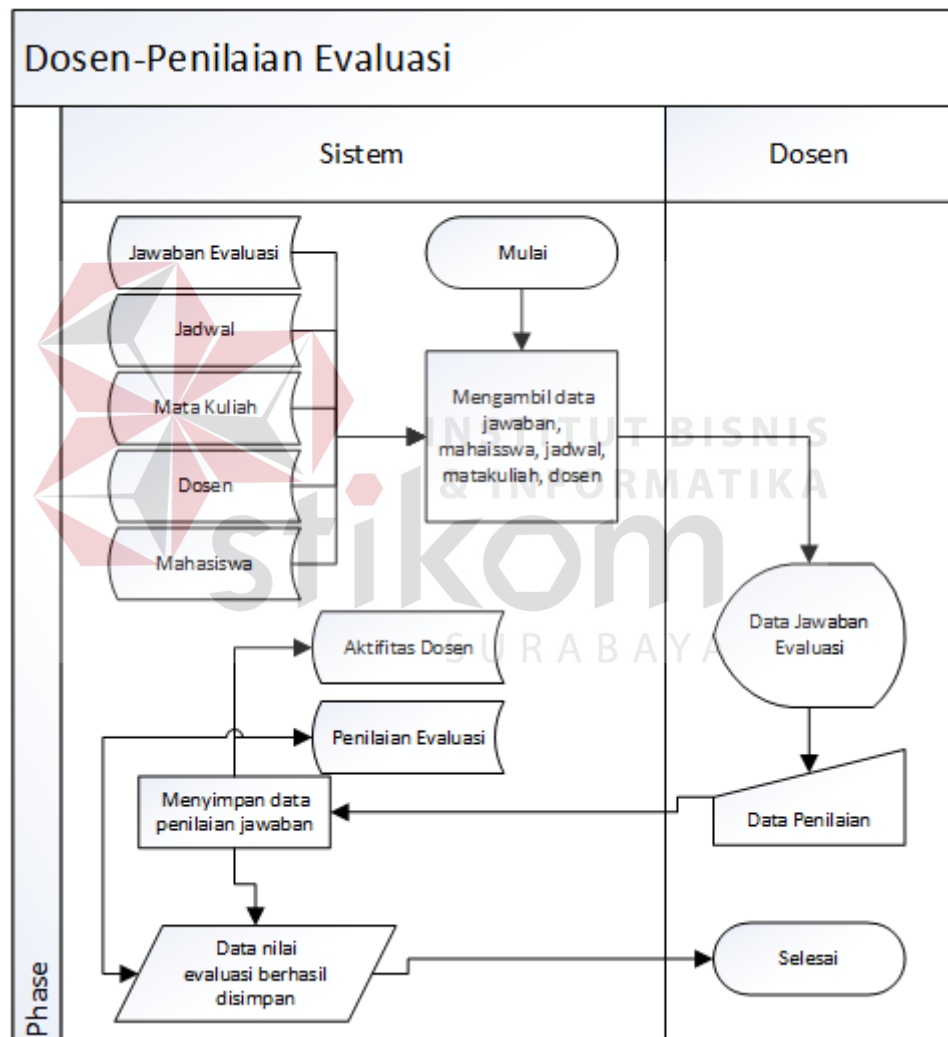 Dosen-Penilaian Evaluasi
Sistem
Dosen
Jawaban Evaluasi
Mulai
Jadwal
Mengambil data
jawaban,
mahaisswa, jadwal,
matakuliah, dosen
Mata Kuliah
Dosen
Mahasiswa
INSTITUT BISNIS
& INFORMATIKA
stikom
SURABAYA
Data Jawaban
Evaluasi
Aktifitas Dosen
Penilaian Evaluasi
Menyimpan data
penilaian jawaban
Data Penilaian
Data nilai
evaluasi berhasil
disimpan
Selesai
Phase